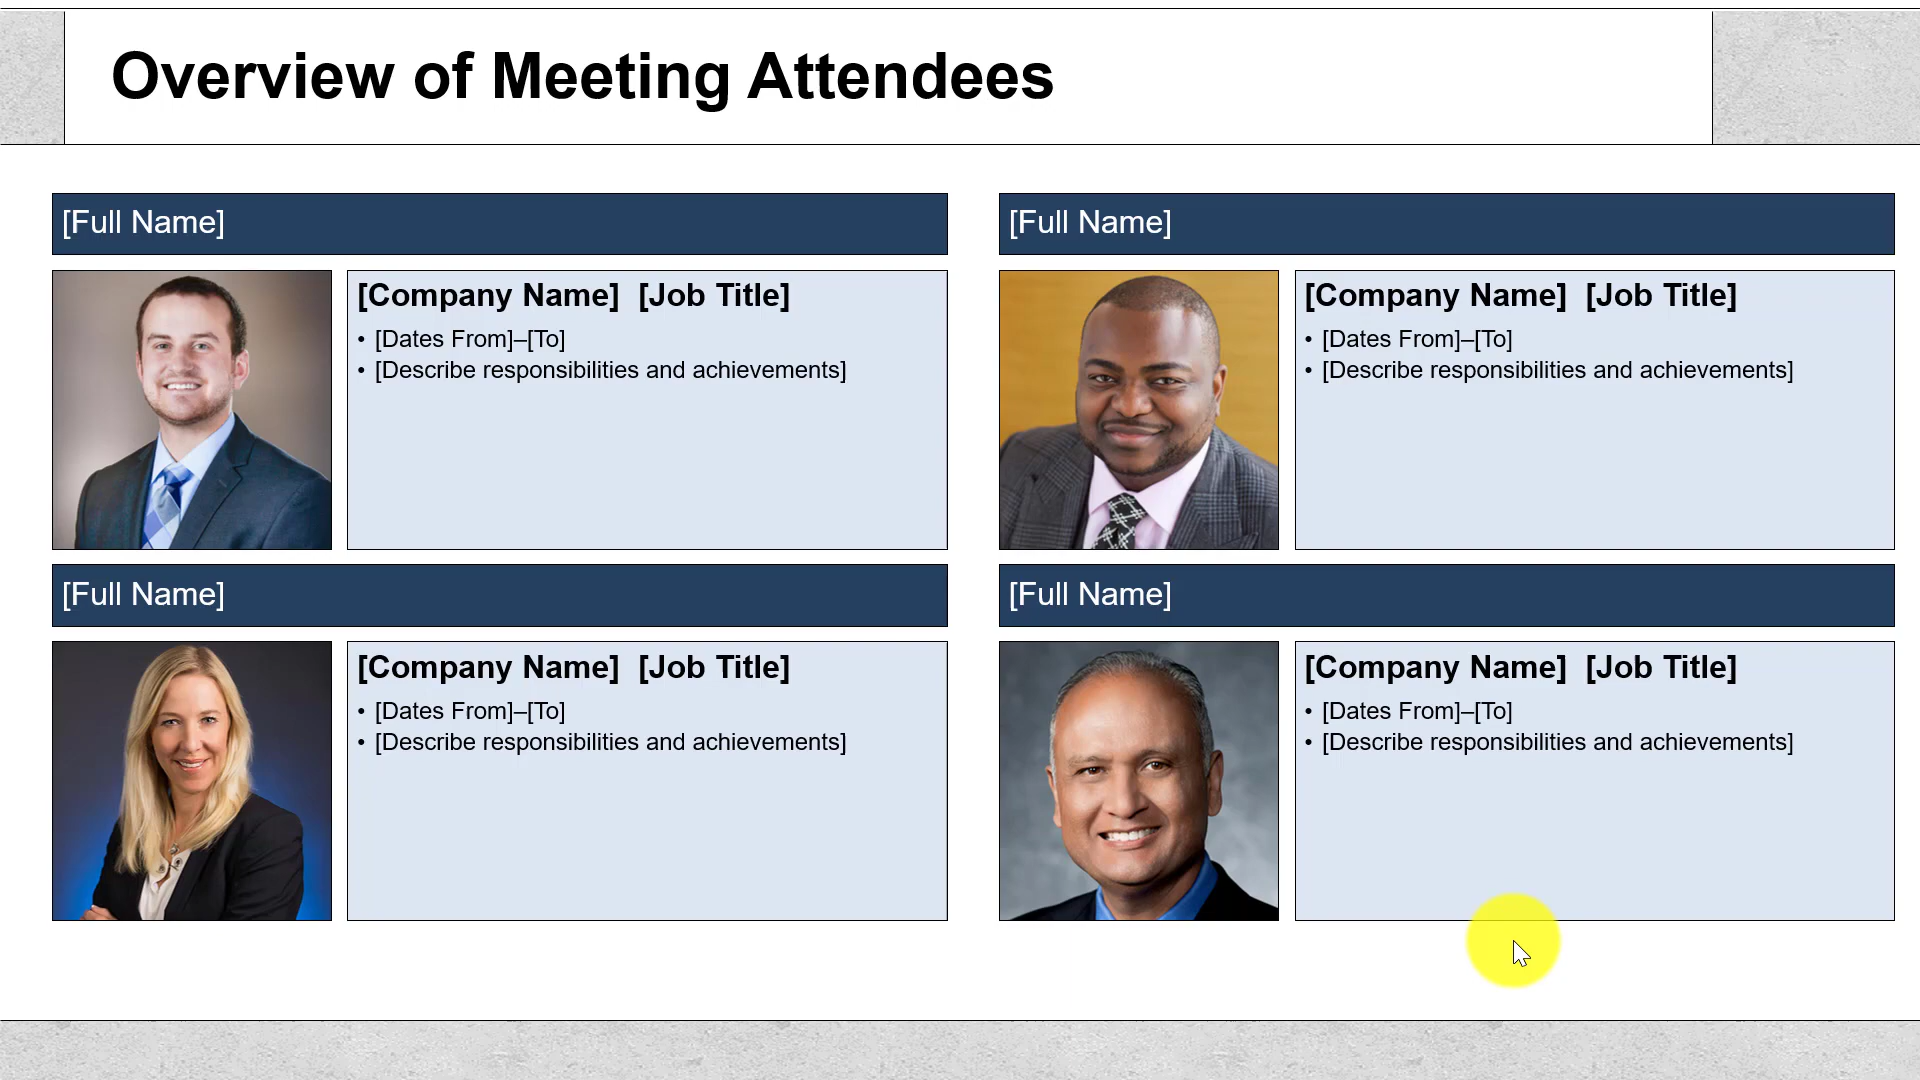 Overview of Meeting Attendees
[Full Name]
[Company Name]  [Job Title]
• [Dates From]–[To]
• [Describe responsibilities and achievements]
[Full Name]
[Company Name]  [Job Title]
• [Dates From]–[To]
• [Describe responsibilities and achievements]
[Full Name]
[Company Name]  [Job Title]
• [Dates From]–[To]
• [Describe responsibilities and achievements]
[Full Name]
[Company Name]  [Job Title]
• [Dates From]–[To]
• [Describe responsibilities and achievements]